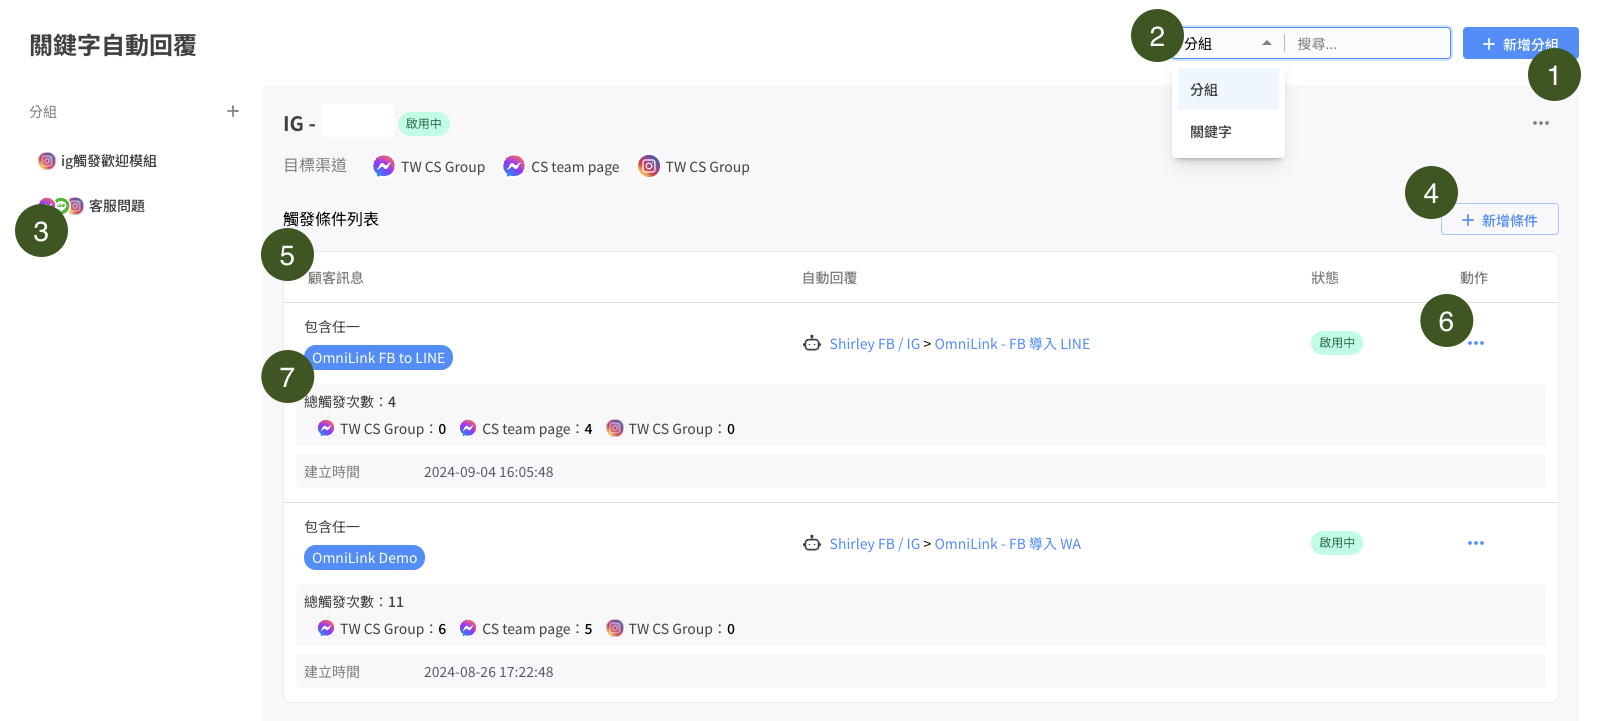 關鍵字自動回覆
2 分組 搜尋... + 新增分組
1
分組 +
分組
關鍵字
IG - 啟用中
ig觸發歡迎模組
目標渠道 TW CS Group CS team page TW CS Group
客服問題
3
觸發條件列表
4
+ 新增條件
5
顧客訊息 自動回覆 狀態 動作
包含任一
OmniLink FB to LINE
Shirley FB / IG > OmniLink - FB 導入 LINE
啟用中
6
7
總觸發次數：4
TW CS Group：0 CS team page：4 TW CS Group：0
建立時間 2024-09-04 16:05:48
包含任一
OmniLink Demo
Shirley FB / IG > OmniLink - FB 導入 WA
啟用中
總觸發次數：11
TW CS Group：6 CS team page：5 TW CS Group：0
建立時間 2024-08-26 17:22:48